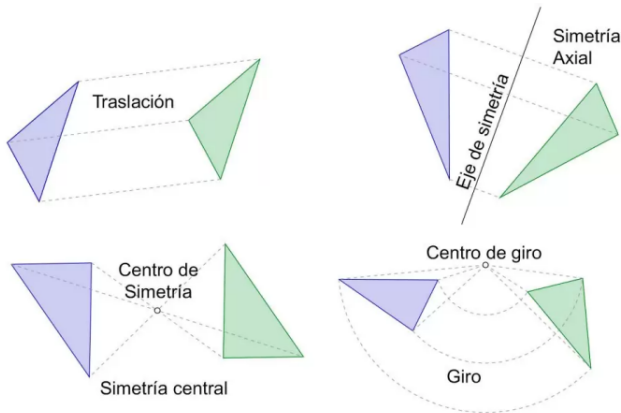 Traslación
Simetría
Axial
Eje de simetría
Centro de
Simetría
Simetría central
Centro de giro
Giro